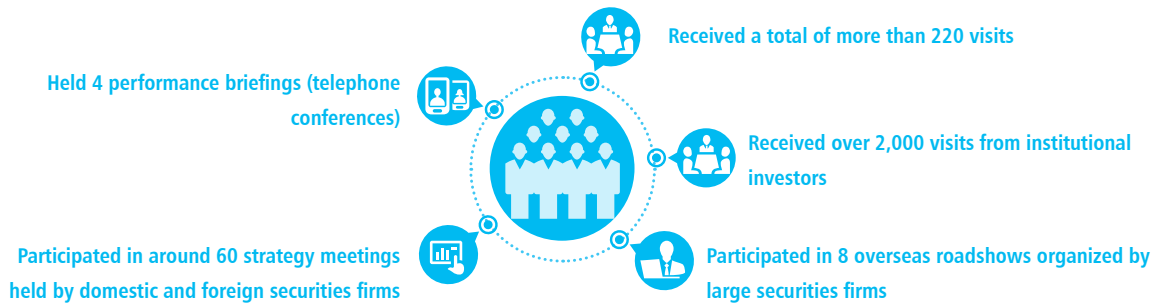 Received a total of more than 220 visits
Held 4 performance briefings (telephone
conferences)
Received over 2,000 visits from institutional
investors
Participated in around 60 strategy meetings
held by domestic and foreign securities firms
Participated in 8 overseas roadshows organized by
large securities firms